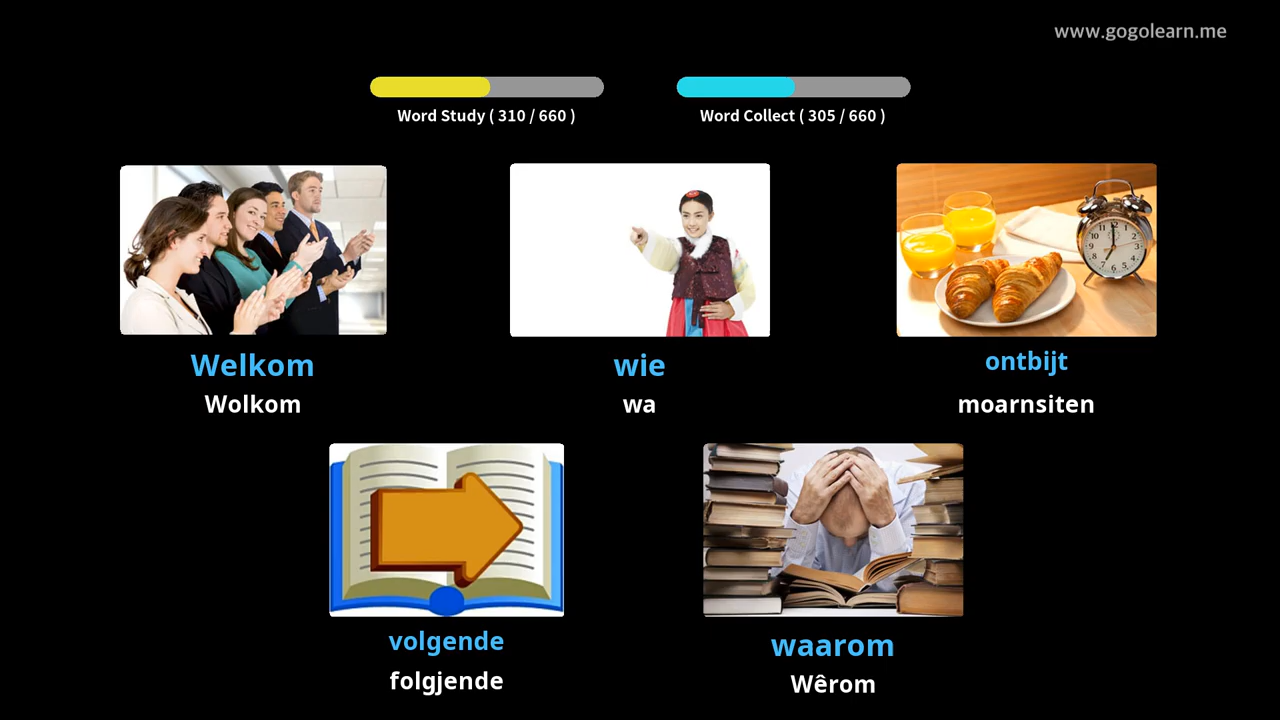 www.gogolearn.me
Word Study ( 310 / 660 )
Word Collect ( 305 / 660 )
Welkom
Wolkom
wie
wa
ontbijt
moarnsiten
volgende
folgjende
waarom
Wêrom